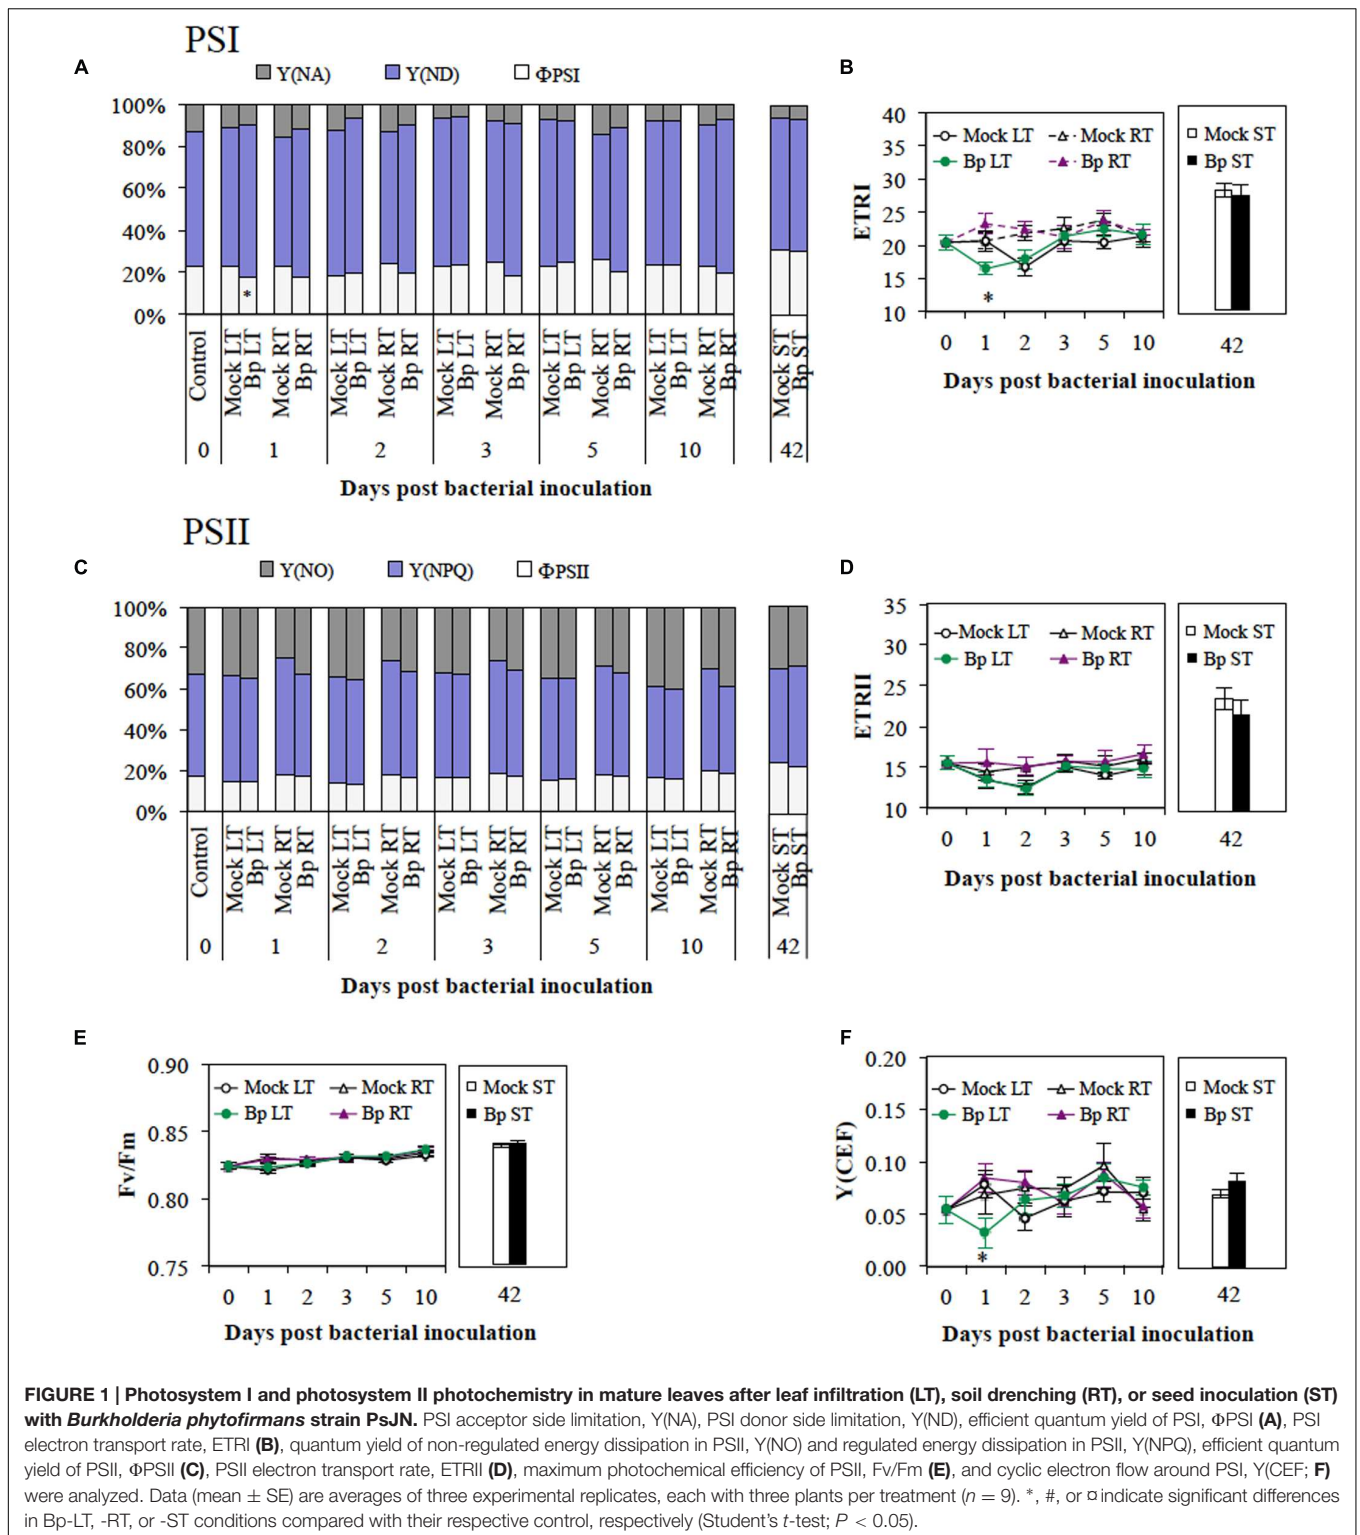 PSI
A
Y(NA) Y(ND) ΦPSI
100%
80%
60%
40%
20%
0%
*
Control
Mock LT
Bp LT
Mock RT
Bp RT
Mock LT
Bp LT
Mock RT
Bp RT
Mock LT
Bp LT
Mock RT
Bp RT
Mock LT
Bp LT
Mock RT
Bp RT
Mock LT
Bp LT
Mock RT
Bp RT
Mock ST
Bp ST
0 1 2 3 5 10 42
Days post bacterial inoculation
B
ETRI
40
35
30
25
20
15
10
Mock LT Mock RT
Bp LT Bp RT
Mock ST
Bp ST
*
0 1 2 3 5 10 42
Days post bacterial inoculation
PSII
C
Y(NO) Y(NPQ) ΦPSII
100%
80%
60%
40%
20%
0%
Control
Mock LT
Bp LT
Mock RT
Bp RT
Mock LT
Bp LT
Mock RT
Bp RT
Mock LT
Bp LT
Mock RT
Bp RT
Mock LT
Bp LT
Mock RT
Bp RT
Mock LT
Bp LT
Mock RT
Bp RT
Mock ST
Bp ST
0 1 2 3 5 10 42
Days post bacterial inoculation
D
ETRII
35
30
25
20
15
10
Mock LT Mock RT
Bp LT Bp RT
Mock ST
Bp ST
0 1 2 3 5 10 42
Days post bacterial inoculation
E
Fv/Fm
0.90
0.85
0.80
0.75
Mock LT Mock RT
Bp LT Bp RT
Mock ST
Bp ST
0 1 2 3 5 10 42
Days post bacterial inoculation
F
Y(CEF)
0.20
0.15
0.10
0.05
0.00
Mock LT Mock RT
Bp LT Bp RT
Mock ST
Bp ST
*
0 1 2 3 5 10 42
Days post bacterial inoculation
FIGURE 1 | Photosystem I and photosystem II photochemistry in mature leaves after leaf infiltration (LT), soil drenching (RT), or seed inoculation (ST)
with Burkholderia phytofirmans strain PsJN. PSI acceptor side limitation, Y(NA), PSI donor side limitation, Y(ND), efficient quantum yield of PSI, ΦPSI (A), PSI
electron transport rate, ETRI (B), quantum yield of non-regulated energy dissipation in PSII, Y(NO) and regulated energy dissipation in PSII, Y(NPQ), efficient quantum
yield of PSII, ΦPSII (C), PSII electron transport rate, ETRII (D), maximum photochemical efficiency of PSII, Fv/Fm (E), and cyclic electron flow around PSI, Y(CEF; F)
were analyzed. Data (mean ± SE) are averages of three experimental replicates, each with three plants per treatment (n = 9). *, #, or ¤ indicate significant differences
in Bp-LT, -RT, or -ST conditions compared with their respective control, respectively (Student's t-test; P < 0.05).